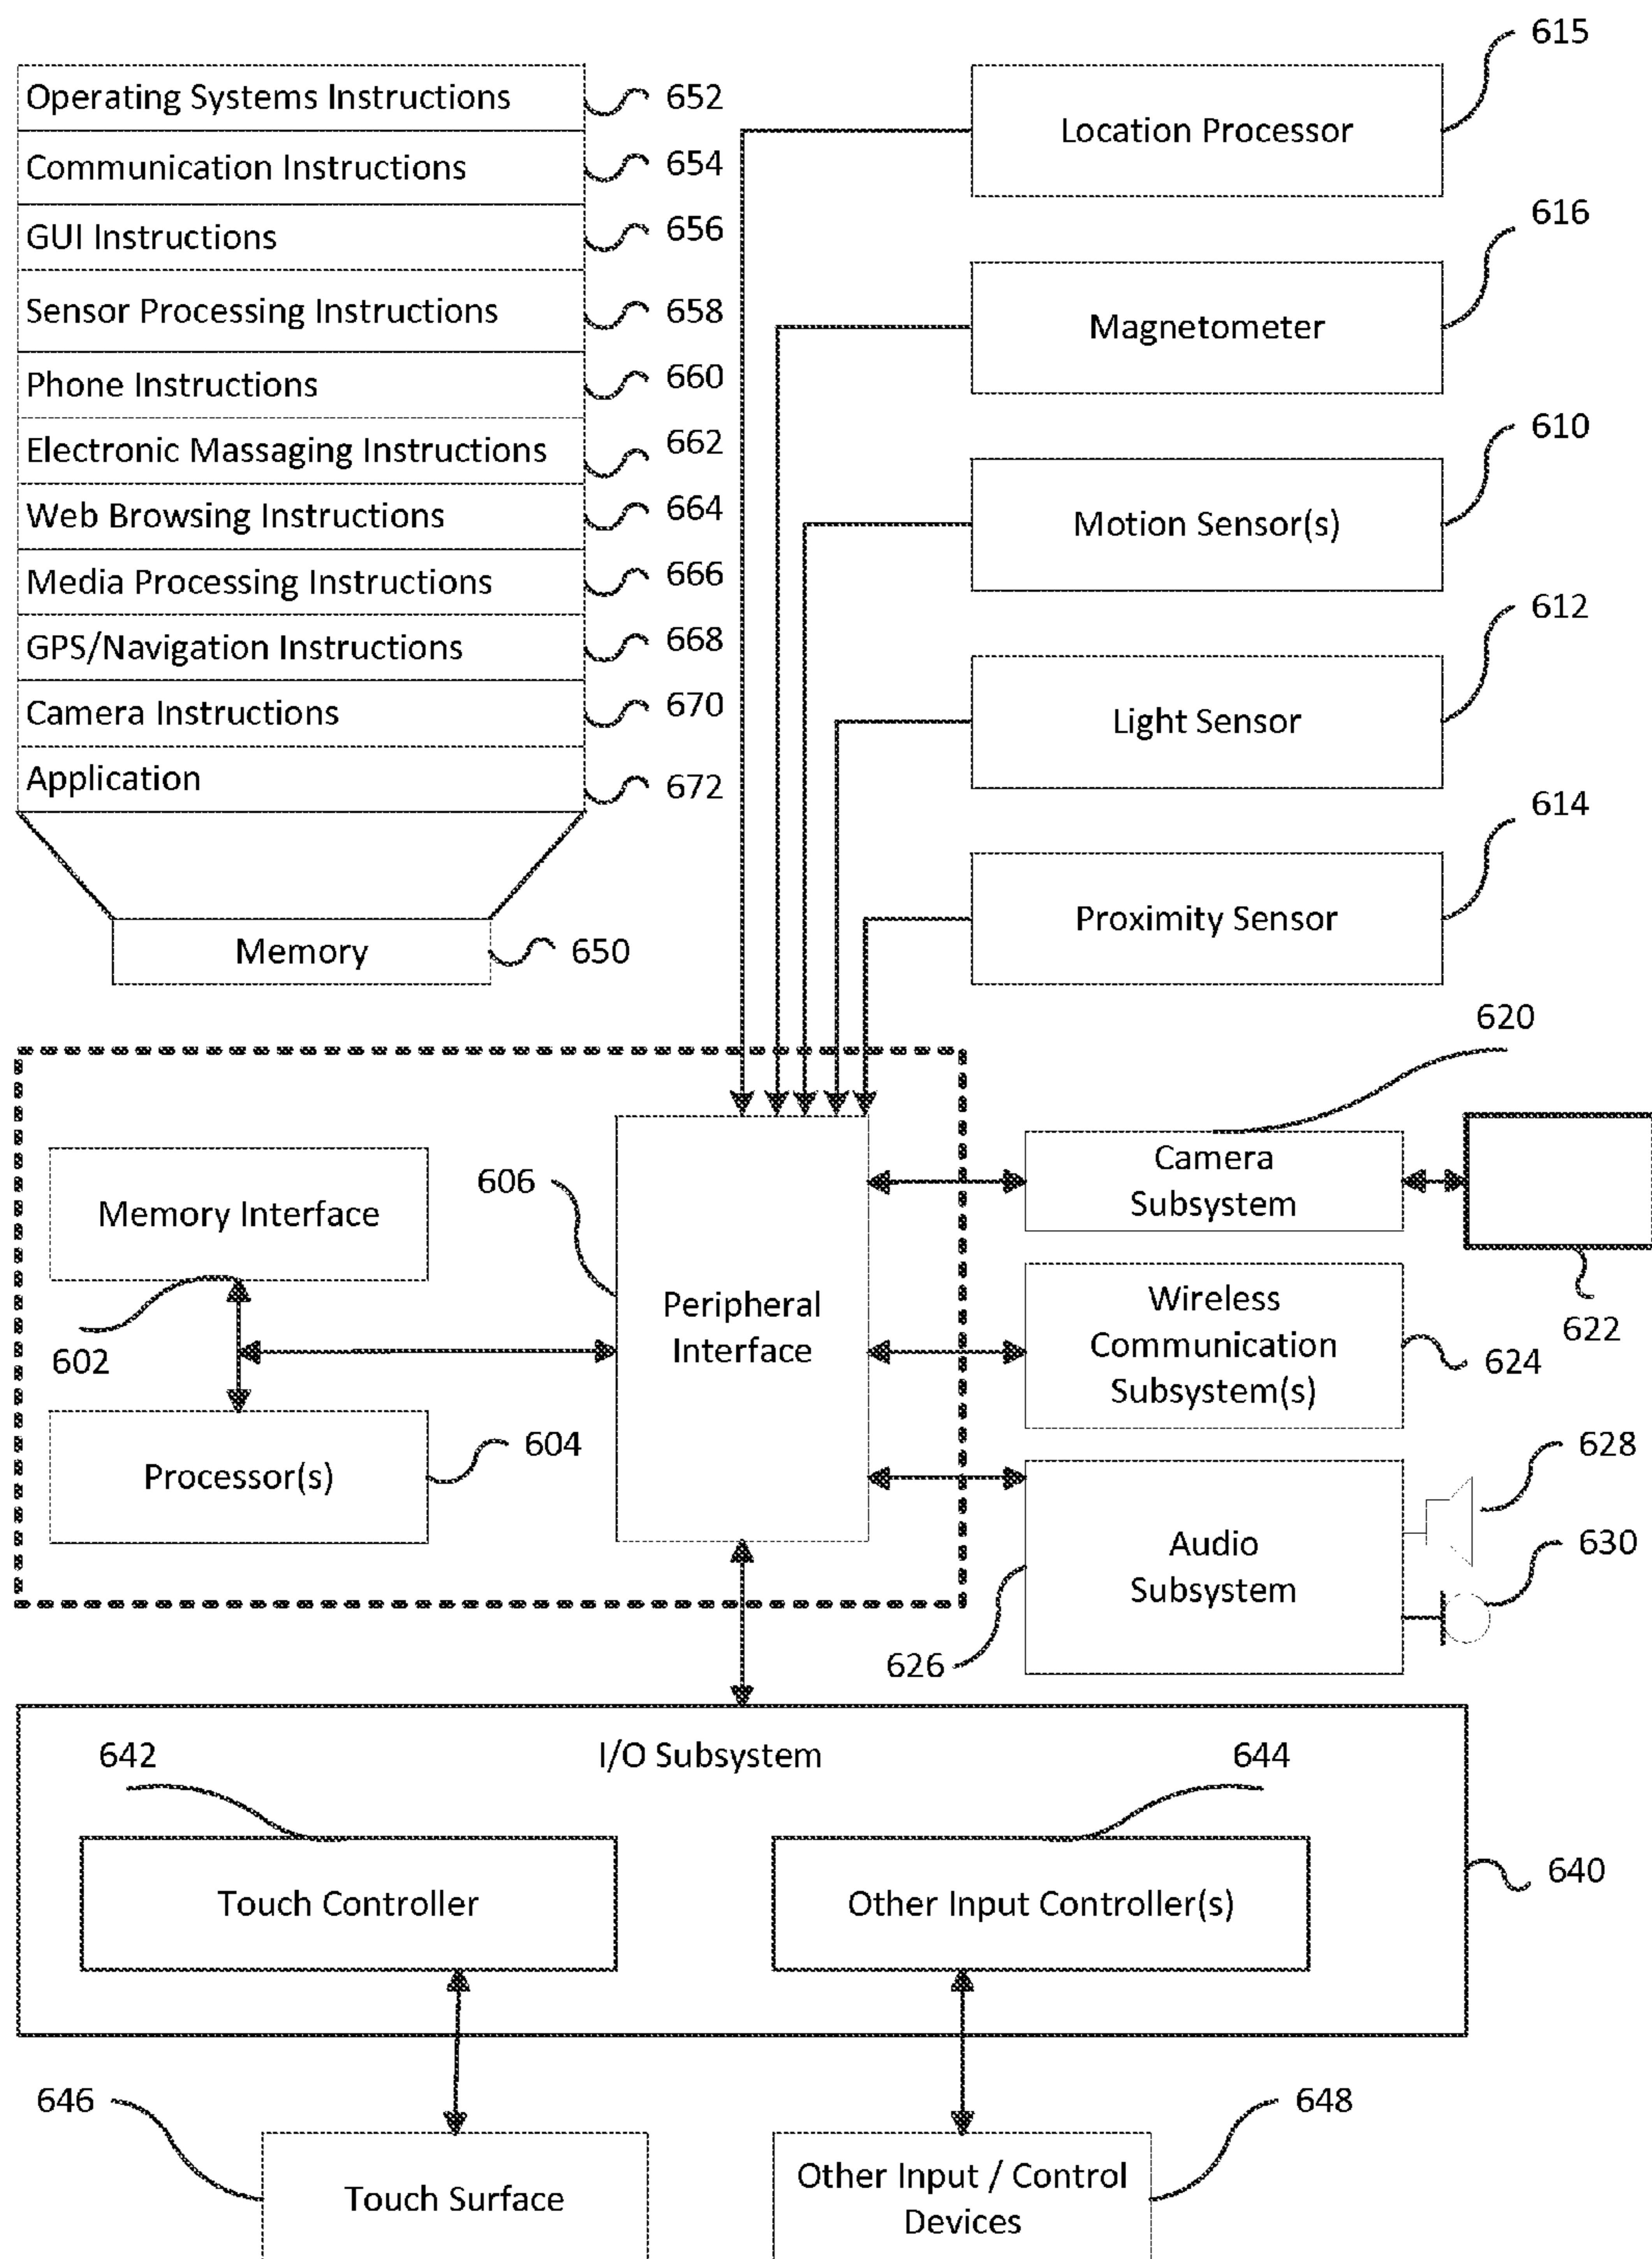 615
Operating Systems Instructions 652
Location Processor
Communication Instructions 654
616
GUI Instructions 656
Sensor Processing Instructions 658
Magnetometer
Phone Instructions 660
610
Electronic Massaging Instructions 662
Web Browsing Instructions 664
Motion Sensor(s)
Media Processing Instructions 666
612
GPS/Navigation Instructions 668
Camera Instructions 670
Light Sensor
Application 672
614
Proximity Sensor
Memory 650
620
Camera
Subsystem
622
Memory Interface
602
606
Peripheral
Interface
Wireless
Communication
Subsystem(s)
624
Processor(s)
604
628
Audio
Subsystem
630
626
I/O Subsystem
642
644
640
Touch Controller
Other Input Controller(s)
646
648
Touch Surface
Other Input / Control
Devices